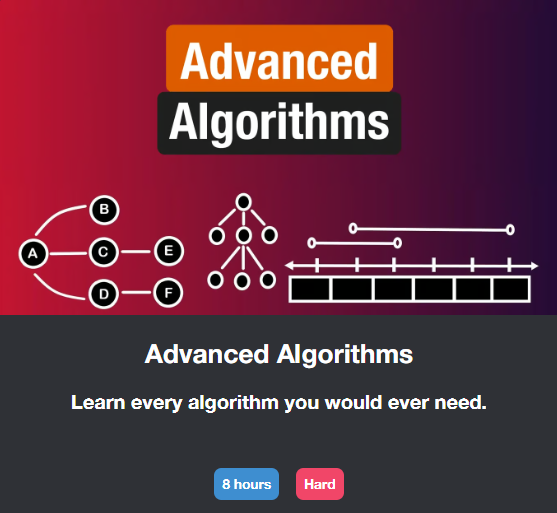 Advanced
Algorithms
B
A
C
E
D
F
Advanced Algorithms
Learn every algorithm you would ever need.
8 hours
Hard